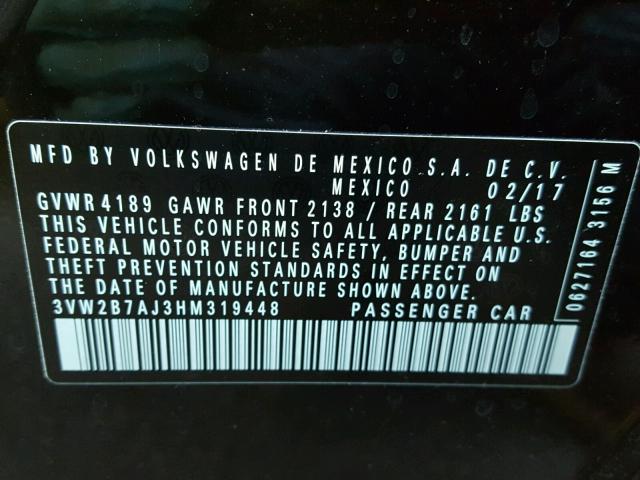 MFD BY VOLKSWAGEN DE MEXICO S.A. DE C.V.
MEXICO 02/17
GVWR 4189 GAWR FRONT 2138 / REAR 2161 LBS
THIS VEHICLE CONFORMS TO ALL APPLICABLE U.S.
FEDERAL MOTOR VEHICLE SAFETY, BUMPER AND
THEFT PREVENTION STANDARDS IN EFFECT ON
THE DATE OF MANUFACTURE SHOWN ABOVE.
3VW2B7AJ3HM319448 PASSENGER CAR
0627164 3156 M